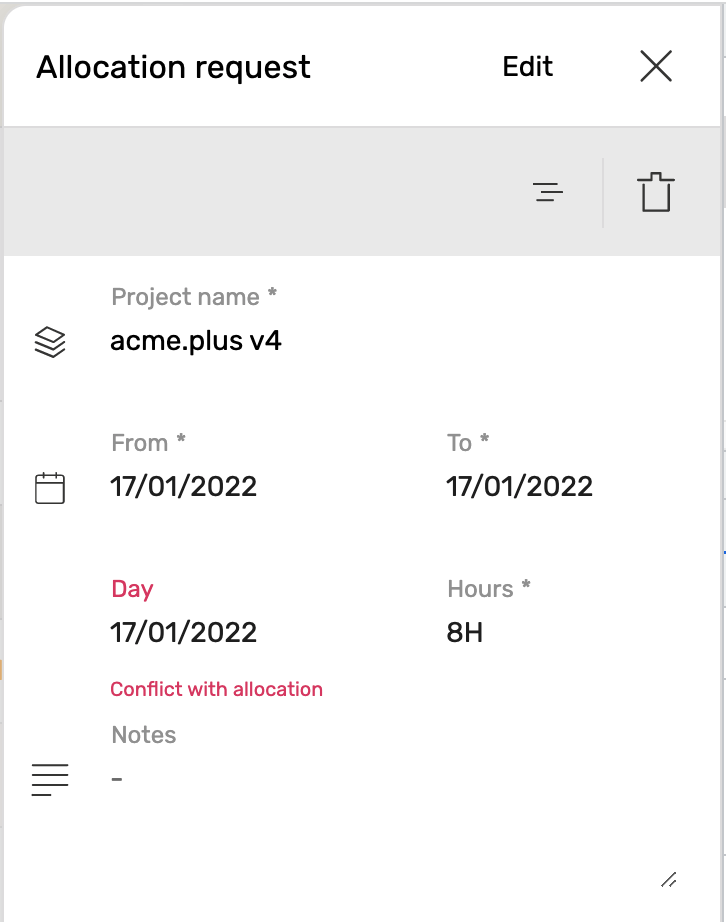 Allocation request Edit
Project name *
acme.plus v4
From * To *
17/01/2022 17/01/2022
Day Hours *
17/01/2022 8H
Conflict with allocation
Notes
-